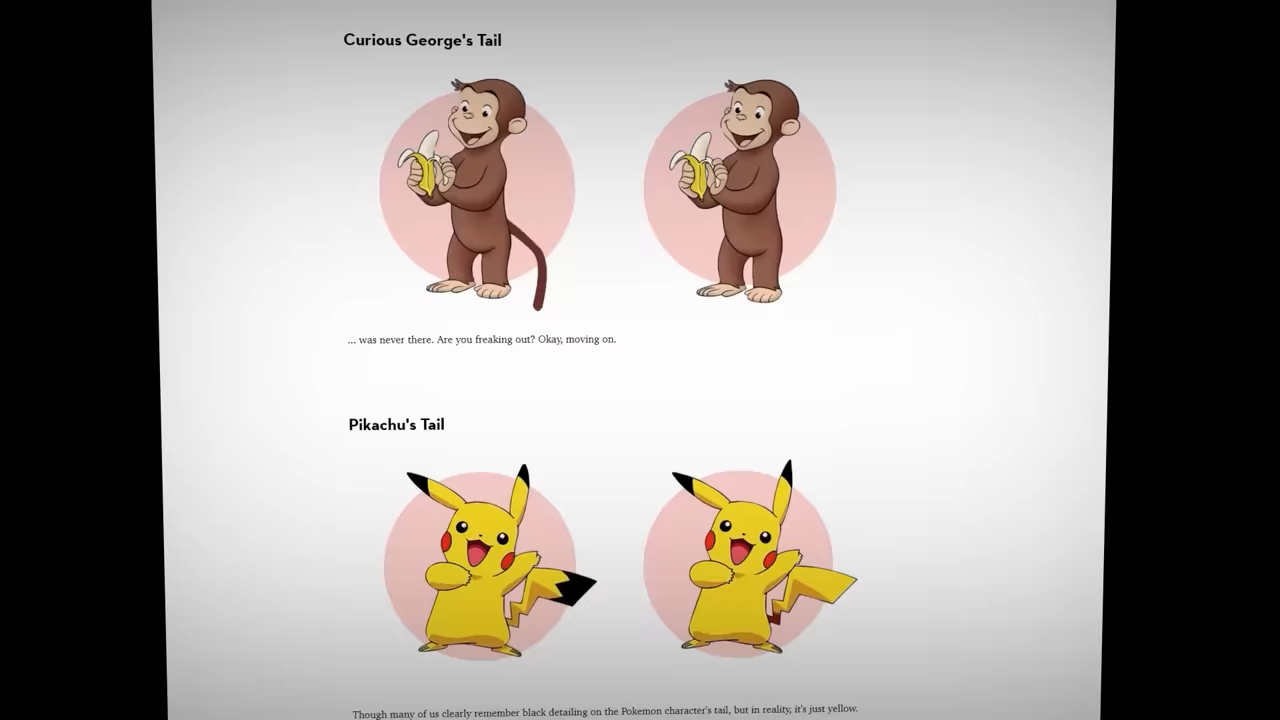 Curious George's Tail
... was never there. Are you freaking out? Okay, moving on.
Pikachu's Tail
Though many of us clearly remember black detailing on the Pokemon character's tail, but in reality, it's just yellow.